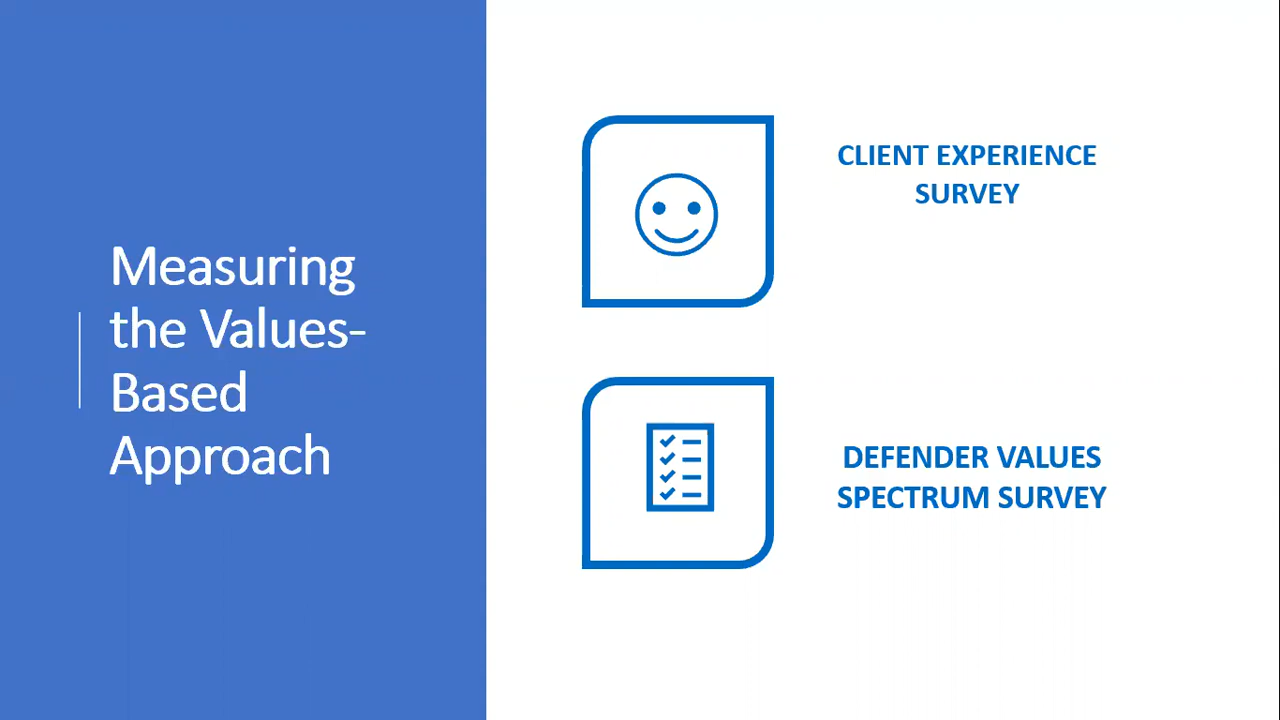 Measuring
the Values-
Based
Approach
CLIENT EXPERIENCE
SURVEY
DEFENDER VALUES
SPECTRUM SURVEY